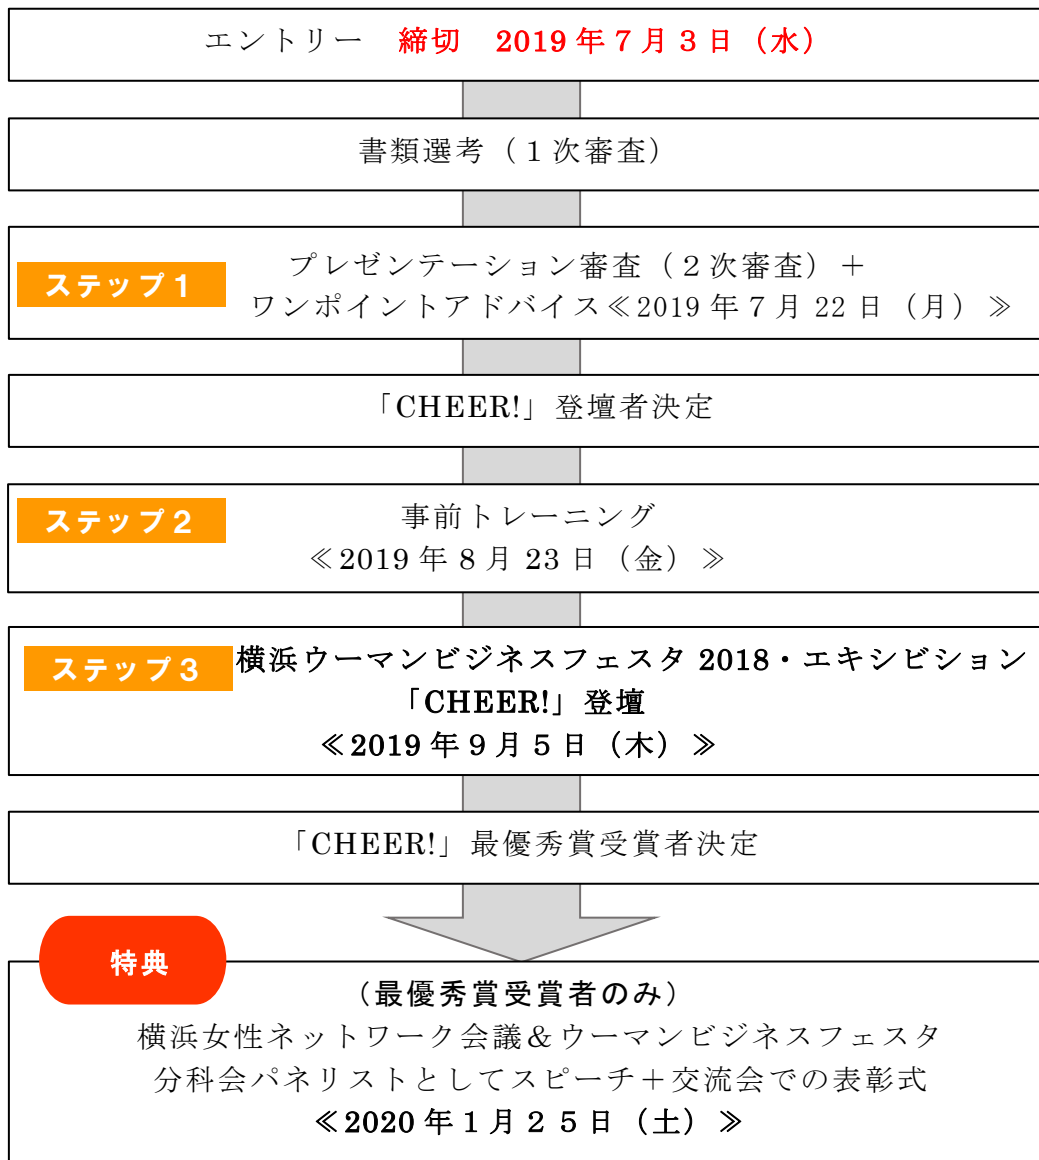 エントリー　締切　2019年７月３日（水）
書類選考（１次審査）
ステップ１
プレゼンテーション審査（２次審査）＋
ワンポイントアドバイス≪2019年７月22日（月）≫
「CHEER!」登壇者決定
ステップ２
事前トレーニング
≪2019年８月23日（金）≫
ステップ３
横浜ウーマンビジネスフェスタ 2018・エキシビション
「CHEER!」登壇
≪2019年９月５日（木）≫
「CHEER!」最優秀賞受賞者決定
特典
（最優秀賞受賞者のみ）
横浜女性ネットワーク会議＆ウーマンビジネスフェスタ
分科会パネリストとしてスピーチ＋交流会での表彰式
≪2020年１月２５日（土）≫